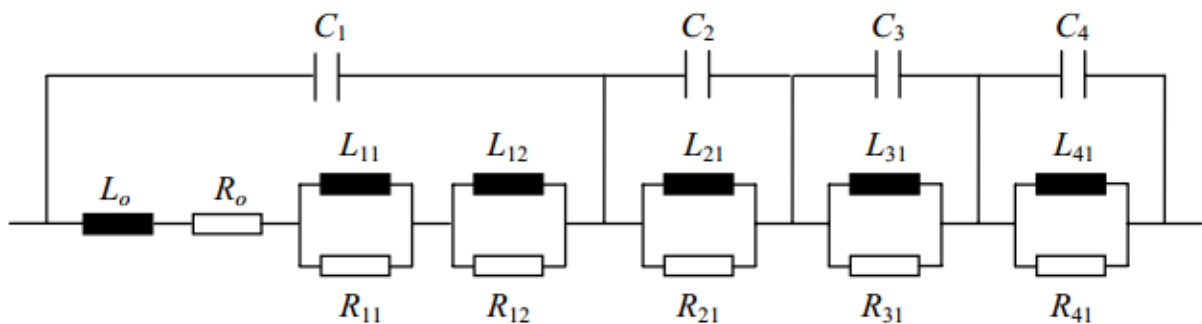 C₁ C₂ C₃ C₄
L₁₁ L₁₂ L₂₁ L₃₁ L₄₁
Lₒ Rₒ
R₁₁ R₁₂ R₂₁ R₃₁ R₄₁